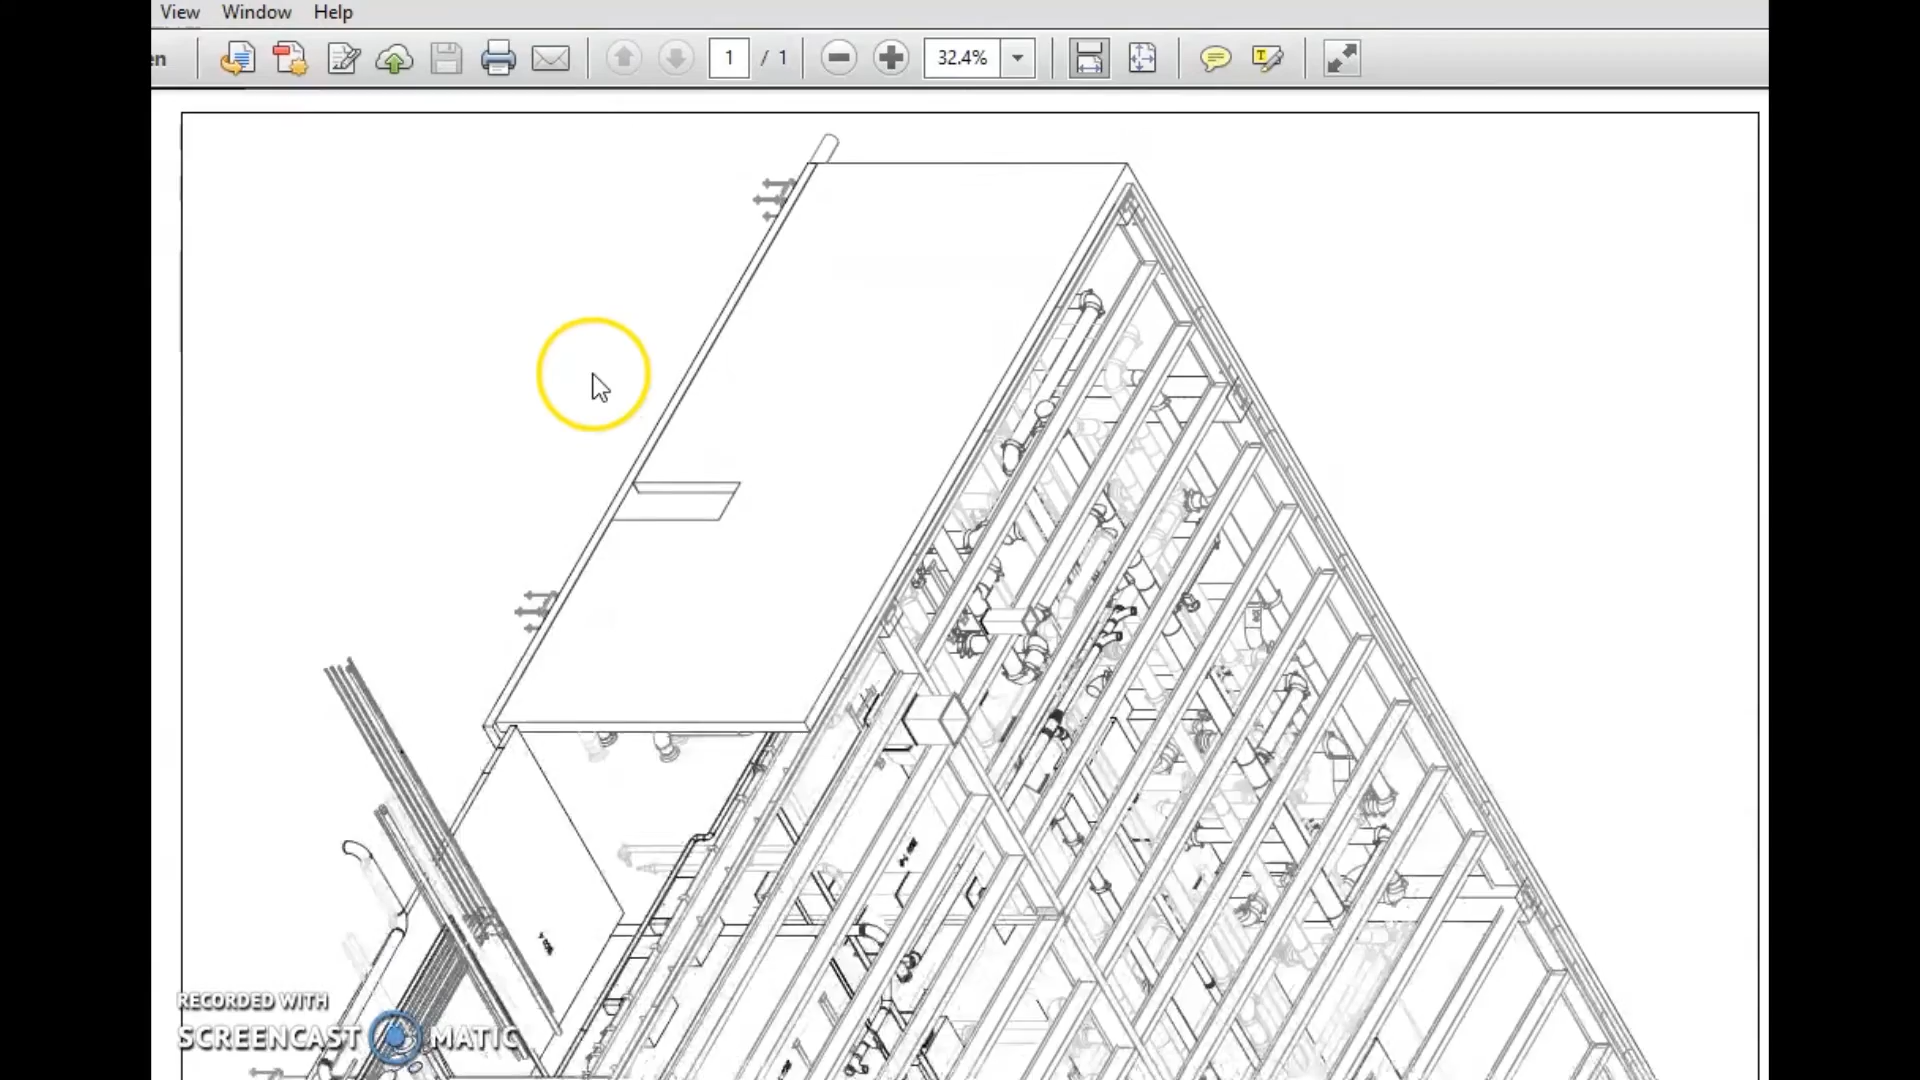 View Window Help
en 1 / 1 32.4%
RECORDED WITH
SCREENCAST MATIC